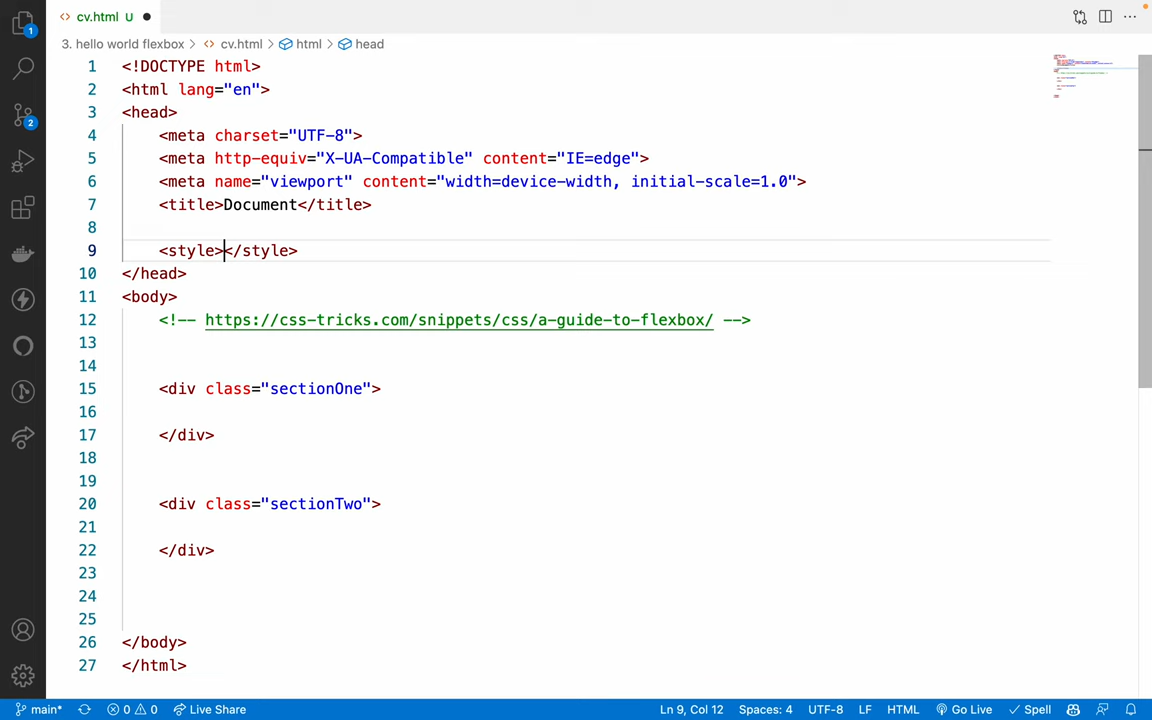 cv.html U
3. hello world flexbox > cv.html > html > head
1 <!DOCTYPE html>
2 <html lang="en">
3 <head>
4 <meta charset="UTF-8">
5 <meta http-equiv="X-UA-Compatible" content="IE=edge">
6 <meta name="viewport" content="width=device-width, initial-scale=1.0">
7 <title>Document</title>
8
9 <style></style>
10 </head>
11 <body>
12 <!-- https://css-tricks.com/snippets/css/a-guide-to-flexbox/ -->
13
14
15 <div class="sectionOne">
16
17 </div>
18
19
20 <div class="sectionTwo">
21
22 </div>
23
24
25
26 </body>
27 </html>
1
2
main* 0 0 Live Share Ln 9, Col 12 Spaces: 4 UTF-8 LF HTML Go Live Spell